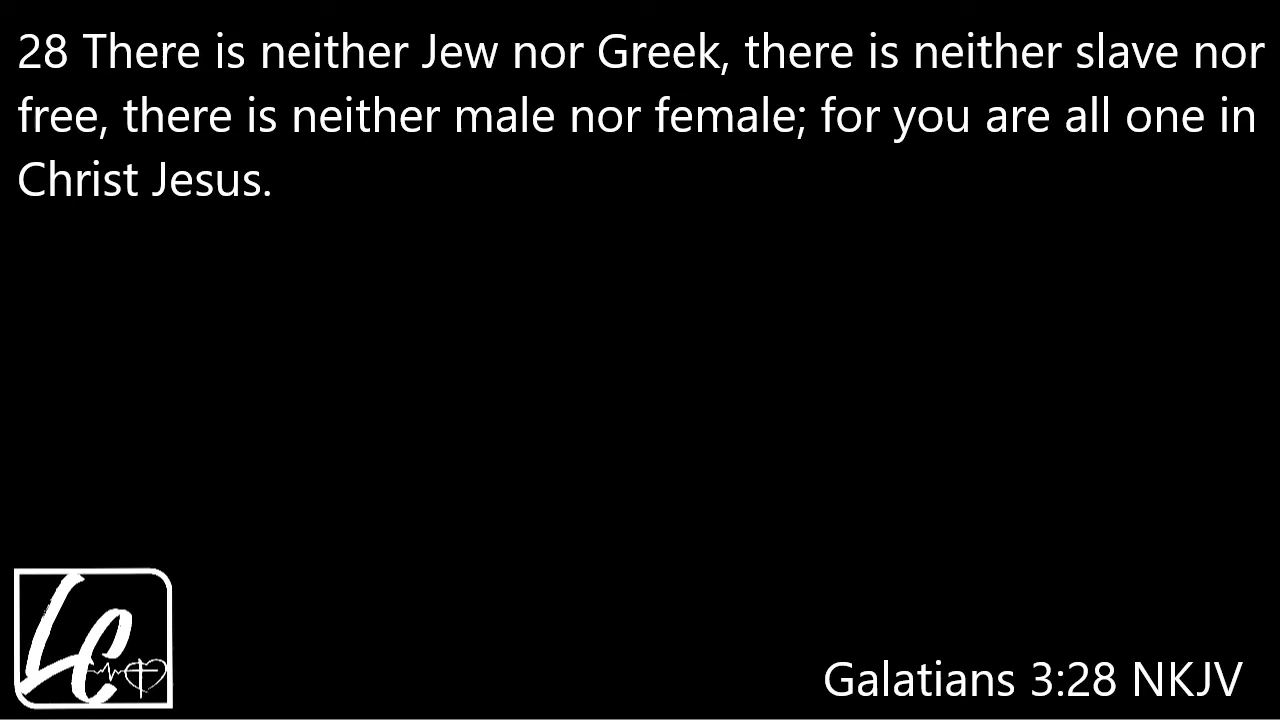 28 There is neither Jew nor Greek, there is neither slave nor
free, there is neither male nor female; for you are all one in
Christ Jesus.
LC
Galatians 3:28 NKJV